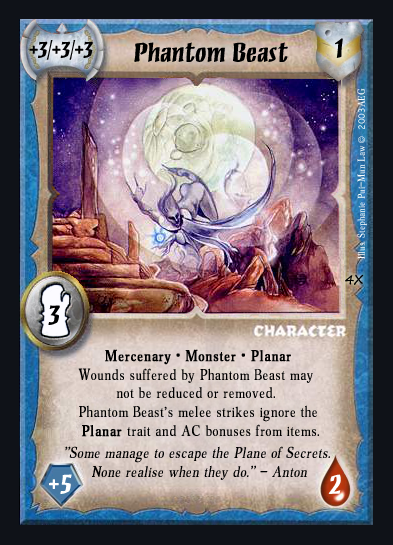 +3/+3/+3
Phantom Beast
1
Illus Stephanie Pui-Mun Law © 2003 AEG
4X
3
CHARACTER
Mercenary • Monster • Planar
Wounds suffered by Phantom Beast may
not be reduced or removed.
Phantom Beast's melee strikes ignore the
Planar trait and AC bonuses from items.
"Some manage to escape the Plane of Secrets.
None realise when they do." – Anton
+5
2